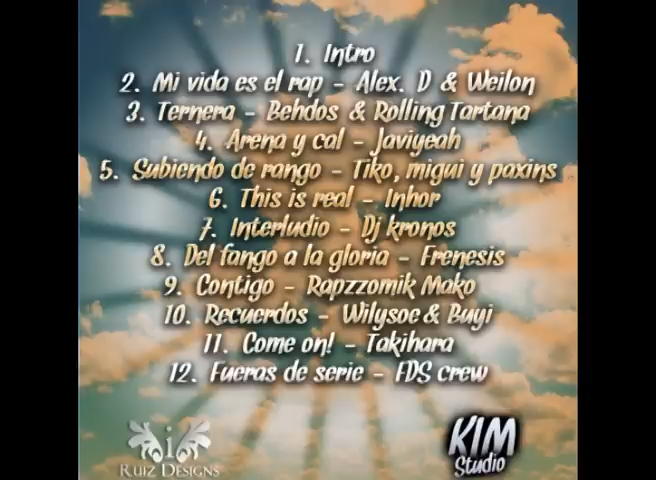 1. Intro
2. Mi vida es el rap - Alex. D & Weilon
3. Ternera - Behdos & Rolling Tartana
4. Arena y cal - Javiyeah
5. Subiendo de rango - Tiko, migui y paxins
6. This is real - Inhor
7. Interludio - Dj kronos
8. Del fango a la gloria - Frenesis
9. Contigo - Rapzzomik Mako
10. Recuerdos - Wilysoe & Buyi
11. Come on! - Takihara
12. Fueras de serie - FDS crew
i
RUIZ DESIGNS
KIM
Studio